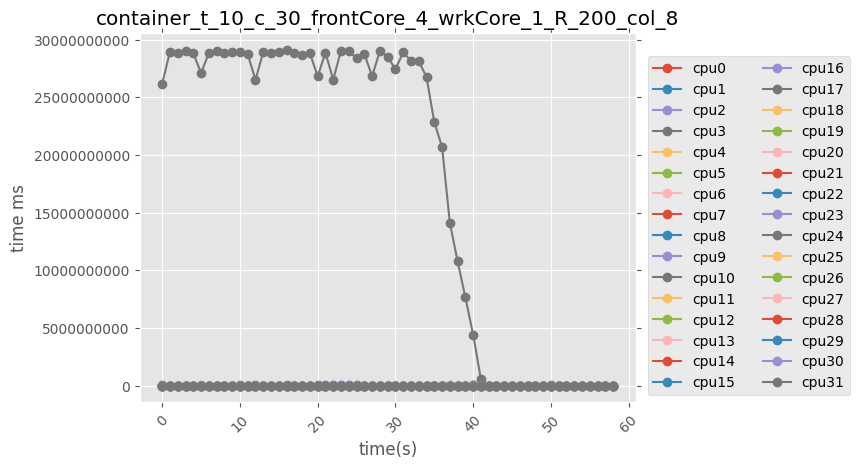 container_t_10_c_30_frontCore_4_wrkCore_1_R_200_col_8
time ms
30000000000
25000000000
20000000000
15000000000
10000000000
5000000000
0
0
10
20
30
40
50
60
time(s)
cpu0
cpu1
cpu2
cpu3
cpu4
cpu5
cpu6
cpu7
cpu8
cpu9
cpu10
cpu11
cpu12
cpu13
cpu14
cpu15
cpu16
cpu17
cpu18
cpu19
cpu20
cpu21
cpu22
cpu23
cpu24
cpu25
cpu26
cpu27
cpu28
cpu29
cpu30
cpu31